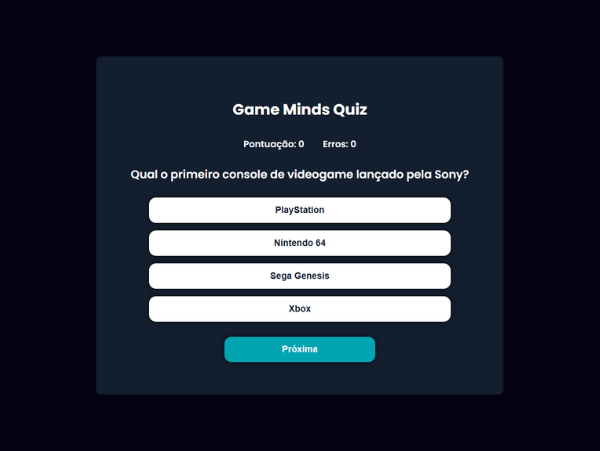 Game Minds Quiz
Pontuação: 0 Erros: 0
Qual o primeiro console de videogame lançado pela Sony?
PlayStation
Nintendo 64
Sega Genesis
Xbox
Próxima